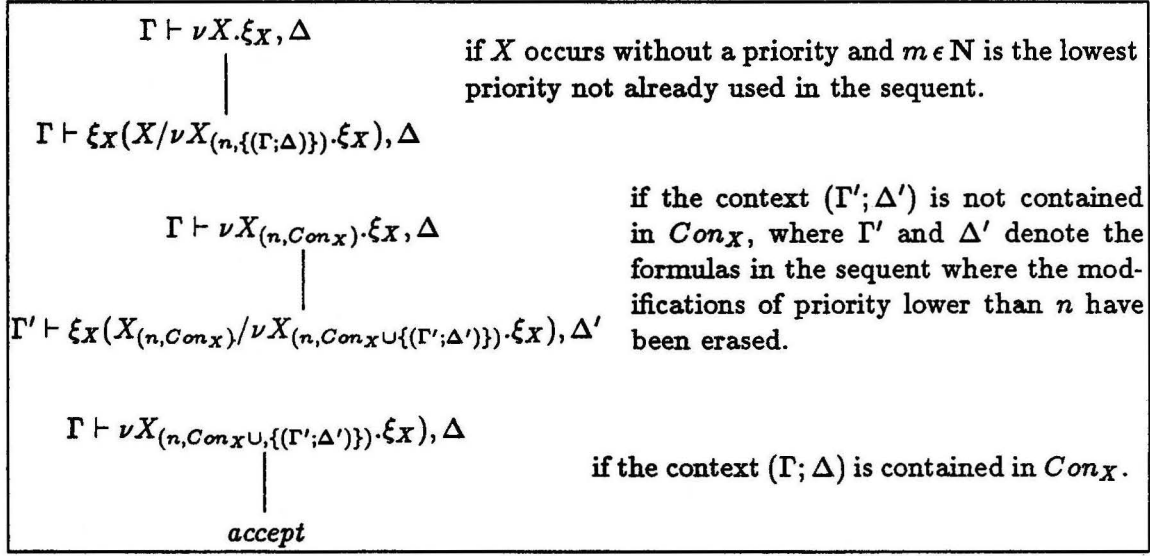 Γ ⊢ νX.ξ_X, Δ
if X occurs without a priority and m ϵ N is the lowest
priority not already used in the sequent.
Γ ⊢ ξ_X(X/νX_{(n,{(Γ;Δ)})}.ξ_X), Δ
Γ ⊢ νX_{(n,Con_X)}.ξ_X, Δ
if the context (Γ′; Δ′) is not contained
in Con_X, where Γ′ and Δ′ denote the
formulas in the sequent where the mod-
ifications of priority lower than n have
been erased.
Γ′ ⊢ ξ_X(X_{(n,Con_X)}/νX_{(n,Con_X∪{(Γ′;Δ′)})}.ξ_X), Δ′
Γ ⊢ νX_{(n,Con_X∪,{(Γ′;Δ′)})}.ξ_X), Δ
if the context (Γ; Δ) is contained in Con_X.
accept